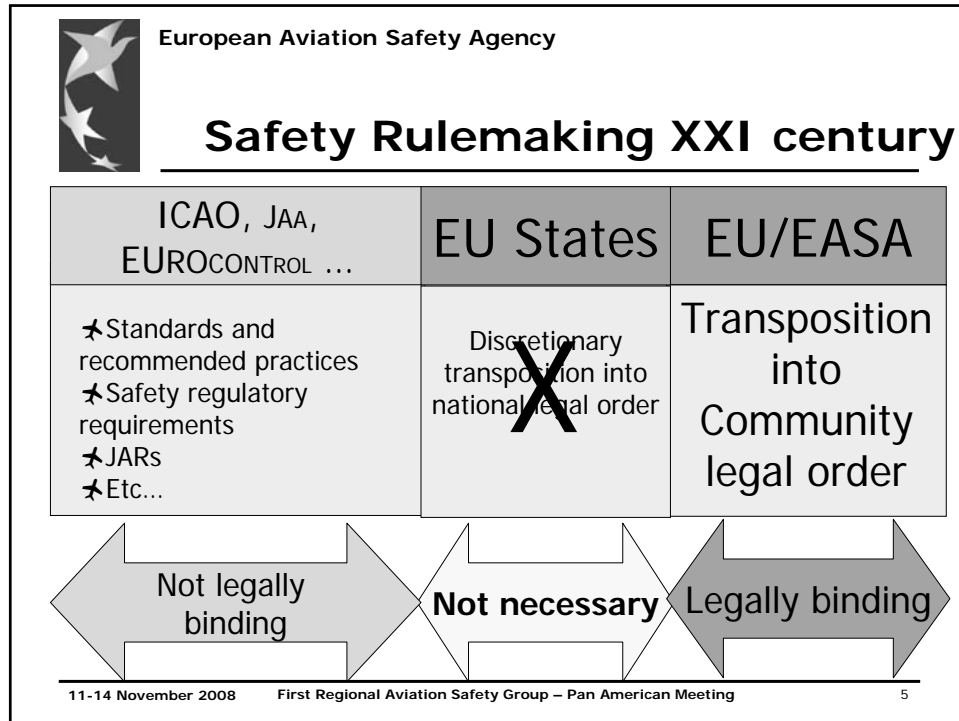 European Aviation Safety Agency
Safety Rulemaking XXI century
ICAO, JAA,
EUROCONTROL ...
EU States
EU/EASA
Standards and
recommended practices
Safety regulatory
requirements
JARs
Etc...
Discretionary
transposition into
national legal order
X
Transposition
into
Community
legal order
Not legally
binding
Not necessary
Legally binding
11-14 November 2008
First Regional Aviation Safety Group – Pan American Meeting
5